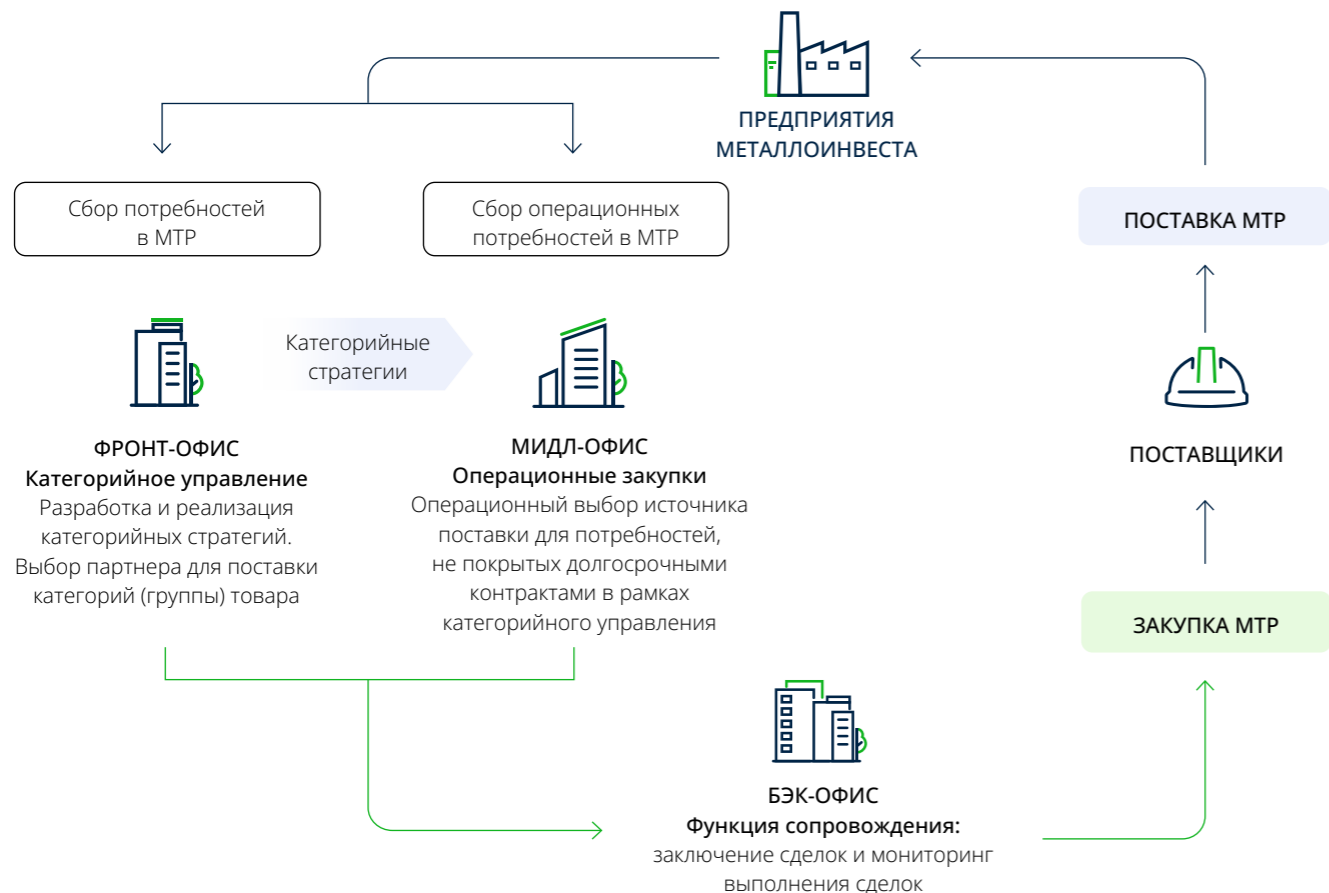 ПРЕДПРИЯТИЯ
МЕТАЛЛОИНВЕСТА
Сбор потребностей
в МТР
Сбор операционных
потребностей в МТР
ПОСТАВКА МТР
Категорийные
стратегии
ФРОНТ-ОФИС
Категорийное управление
Разработка и реализация
категорийных стратегий.
Выбор партнера для поставки
категорий (группы) товара
МИДЛ-ОФИС
Операционные закупки
Операционный выбор источника
поставки для потребностей,
не покрытых долгосрочными
контрактами в рамках
категорийного управления
ПОСТАВЩИКИ
ЗАКУПКА МТР
БЭК-ОФИС
Функция сопровождения:
заключение сделок и мониторинг
выполнения сделок